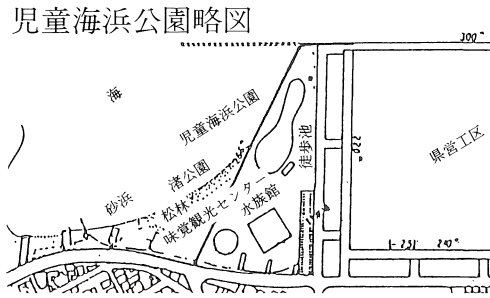 児童海浜公園略図
海
児童海浜公園
徒歩池
県営工区
渚公園
砂浜
松林
味覚観光センター
水族館